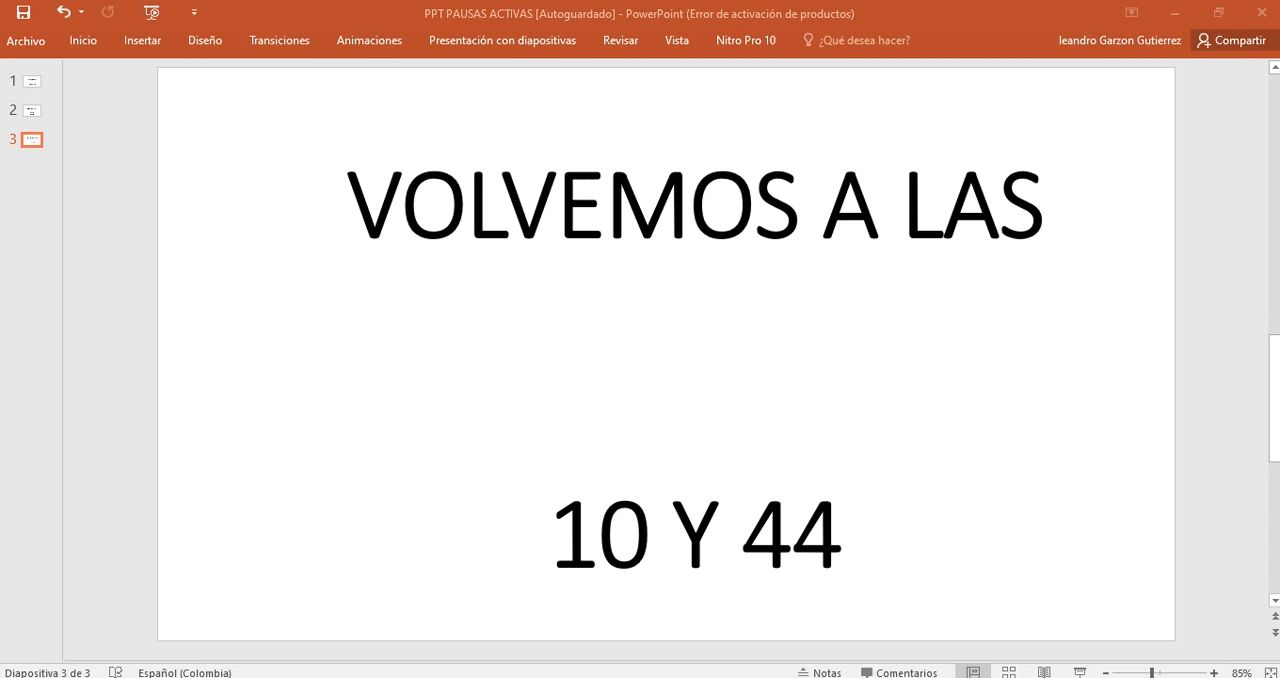 PPT PAUSAS ACTIVAS [Autoguardado] - PowerPoint (Error de activación de productos)
Archivo Inicio Insertar Diseño Transiciones Animaciones Presentación con diapositivas Revisar Vista Nitro Pro 10 ¿Qué desea hacer? leandro Garzon Gutierrez Compartir
1
2
3
VOLVEMOS A LAS
10 Y 44
Diapositiva 3 de 3 Español (Colombia) Notas Comentarios 85%